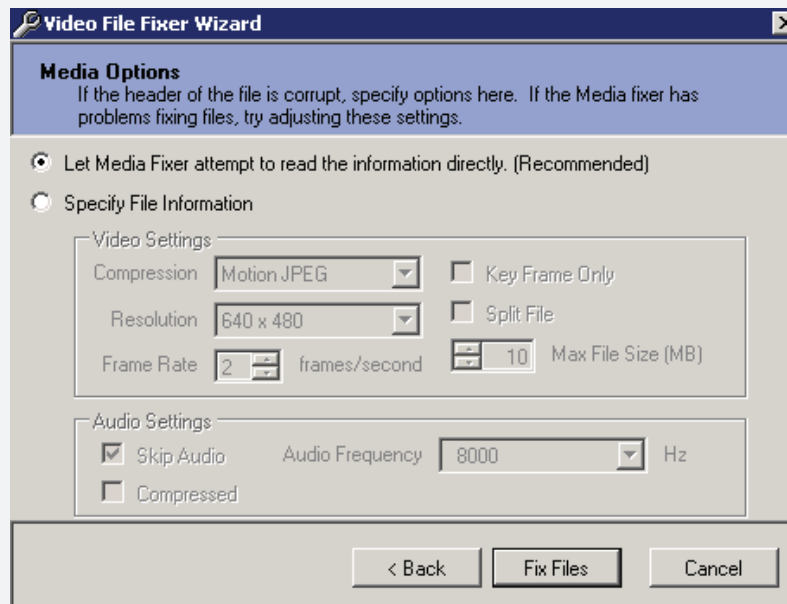 Video File Fixer Wizard
Media Options
If the header of the file is corrupt, specify options here. If the Media fixer has
problems fixing files, try adjusting these settings.
Let Media Fixer attempt to read the information directly. (Recommended)
Specify File Information
Video Settings
Compression Motion JPEG Key Frame Only
Resolution 640 x 480 Split File
Frame Rate 2 frames/second 10 Max File Size (MB)
Audio Settings
Skip Audio Audio Frequency 8000 Hz
Compressed
< Back Fix Files Cancel